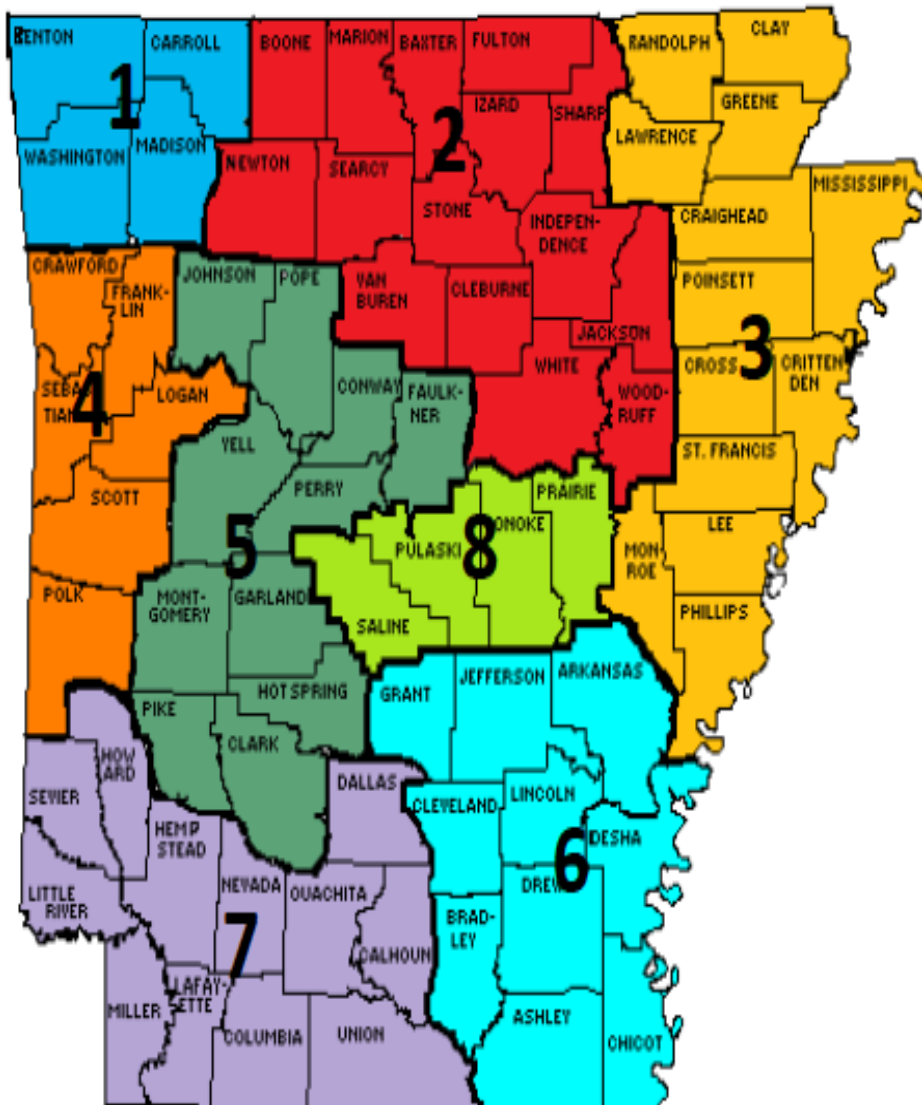 BENTON
CARROLL
1
WASHINGTON
MADISON
BOONE
MARION
BAXTER
FULTON
IZARD
SHARP
2
NEWTON
SEARCY
STONE
INDEPEN-
DENCE
VAN
BUREN
CLEBURNE
JACKSON
WHITE
WOOD-
RUFF
RANDOLPH
CLAY
GREENE
LAWRENCE
MISSISSIPPI
CRAIGHEAD
POINSETT
3
CROSS
CRITTEN
DEN
ST. FRANCIS
LEE
MON
ROE
PHILLIPS
CRAWFORD
FRANK-
LIN
SEBAS
TIAN
4
LOGAN
SCOTT
POLK
JOHNSON
POPE
CONWAY
FAULK-
NER
YELL
PERRY
5
MONT-
GOMERY
GARLAND
HOT SPRING
PIKE
CLARK
PRAIRIE
PULASKI
8
ONOKE
SALINE
GRANT
JEFFERSON
ARKANSAS
CLEVELAND
LINCOLN
6
DESHA
DREW
BRAD-
LEY
ASHLEY
CHICOT
HOW
ARD
SEVIER
DALLAS
HEMP
STEAD
LITTLE
RIVER
NEVADA
OUACHITA
7
CALHOUN
LAFAY-
ETTE
MILLER
COLUMBIA
UNION